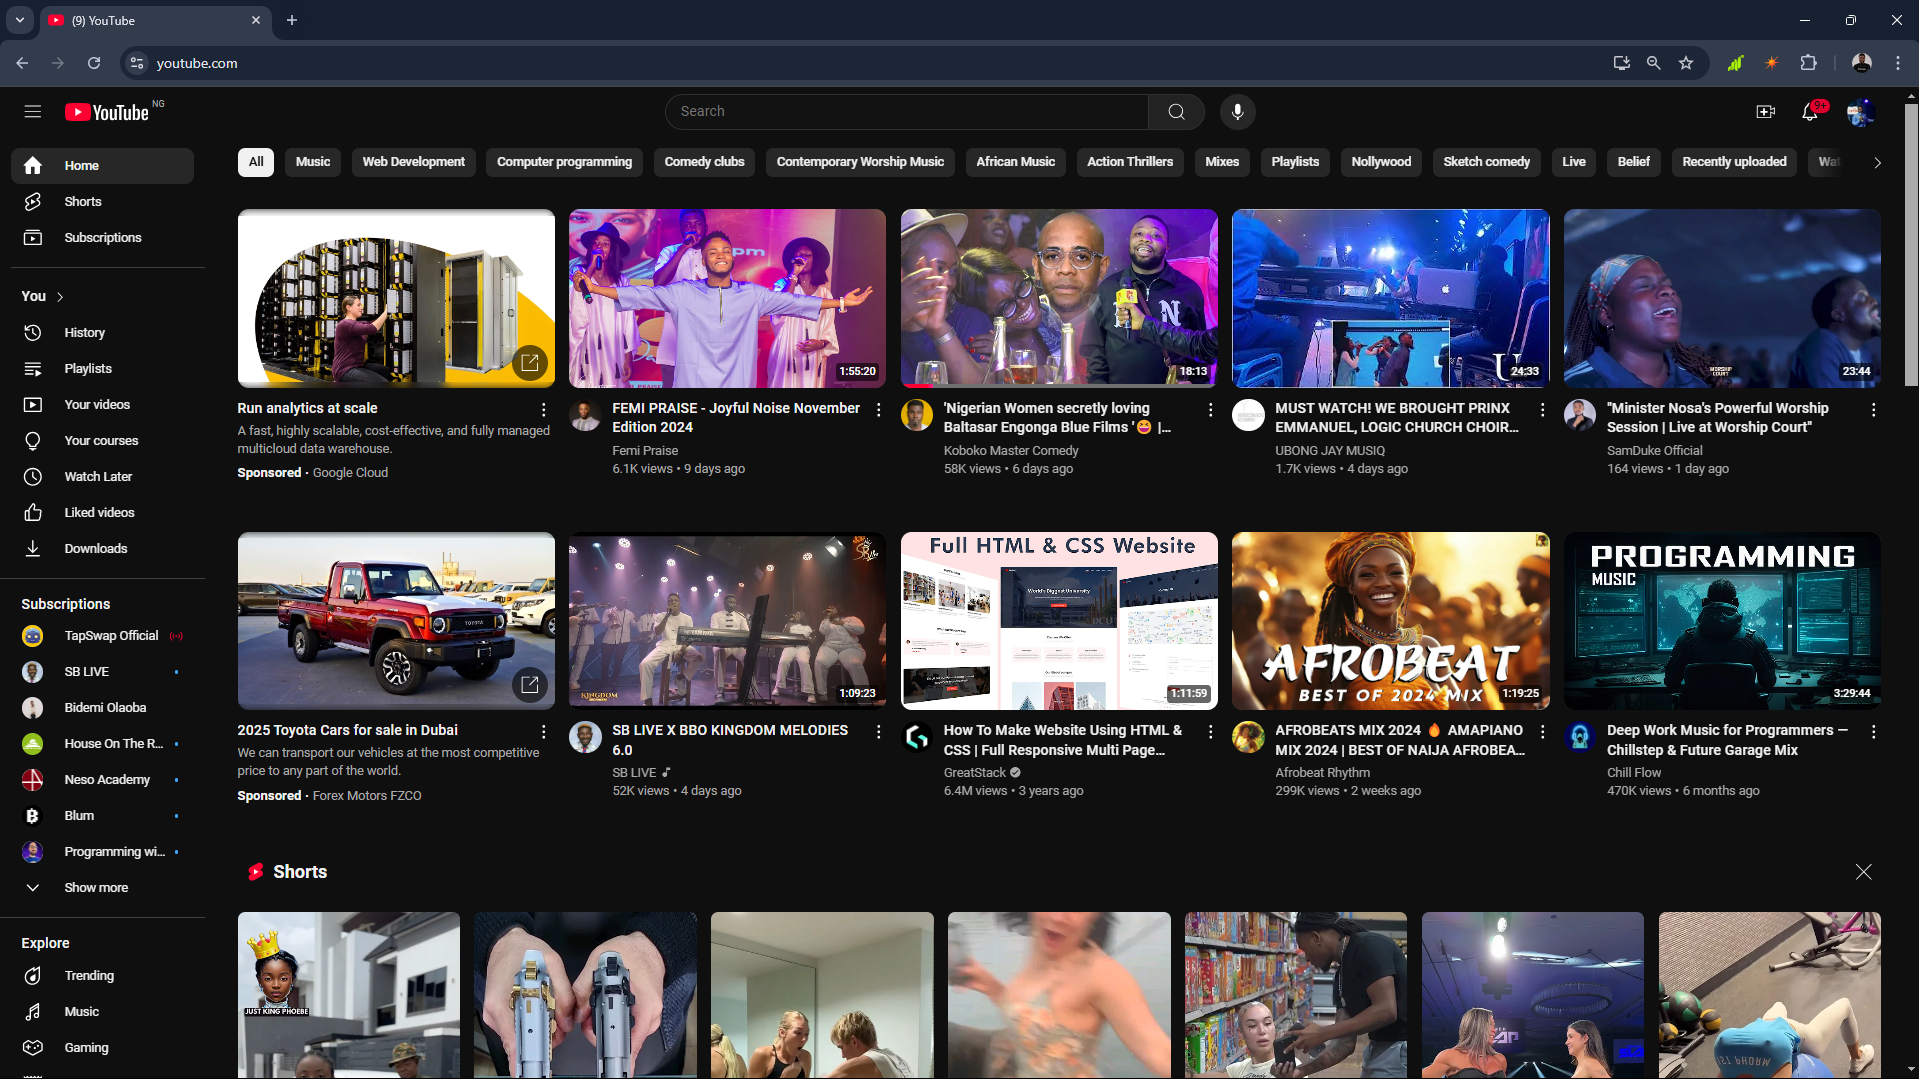 (9) YouTube
youtube.com
YouTube NG
Search
9+
Home
Shorts
Subscriptions
You
History
Playlists
Your videos
Your courses
Watch Later
Liked videos
Downloads
Subscriptions
TapSwap Official
SB LIVE
Bidemi Olaoba
House On The R...
Neso Academy
Blum
Programming wi...
Show more
Explore
Trending
Music
Gaming
All
Music
Web Development
Computer programming
Comedy clubs
Contemporary Worship Music
African Music
Action Thrillers
Mixes
Playlists
Nollywood
Sketch comedy
Live
Belief
Recently uploaded
Run analytics at scale
A fast, highly scalable, cost-effective, and fully managed
multicloud data warehouse.
Sponsored · Google Cloud
pm
1:55:20
FEMI PRAISE - Joyful Noise November
Edition 2024
Femi Praise
6.1K views • 9 days ago
N
18:13
'Nigerian Women secretly loving
Baltasar Engonga Blue Films '😆 |...
Koboko Master Comedy
58K views • 6 days ago
U
24:33
MUST WATCH! WE BROUGHT PRINX
EMMANUEL, LOGIC CHURCH CHOIR...
UBONG JAY MUSIQ
1.7K views • 4 days ago
WORSHIP
COURT
23:44
"Minister Nosa's Powerful Worship
Session | Live at Worship Court"
SamDuke Official
164 views • 1 day ago
TOYOTA
2025 Toyota Cars for sale in Dubai
We can transport our vehicles at the most competitive
price to any part of the world.
Sponsored · Forex Motors FZCO
KINGDOM
1:09:23
SB LIVE X BBO KINGDOM MELODIES
6.0
SB LIVE
52K views • 4 days ago
Full HTML & CSS Website
World's Biggest University
1:11:59
How To Make Website Using HTML &
CSS | Full Responsive Multi Page...
GreatStack
6.4M views • 3 years ago
AFROBEAT
BEST OF 2024 MIX
1:19:25
AFROBEATS MIX 2024 🔥 AMAPIANO
MIX 2024 | BEST OF NAIJA AFROBEA...
Afrobeat Rhythm
299K views • 2 weeks ago
PROGRAMMING
MUSIC
3:29:44
Deep Work Music for Programmers —
Chillstep & Future Garage Mix
Chill Flow
470K views • 6 months ago
Shorts
JUST KING PHOEBE